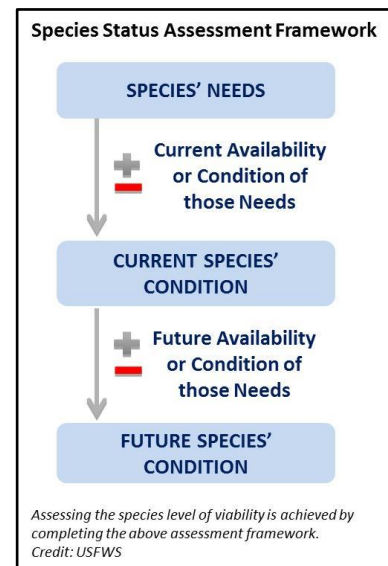 Species Status Assessment Framework
SPECIES' NEEDS
Current Availability
or Condition of
those Needs
CURRENT SPECIES'
CONDITION
Future Availability
or Condition of
those Needs
FUTURE SPECIES'
CONDITION
Assessing the species level of viability is achieved by
completing the above assessment framework.
Credit: USFWS